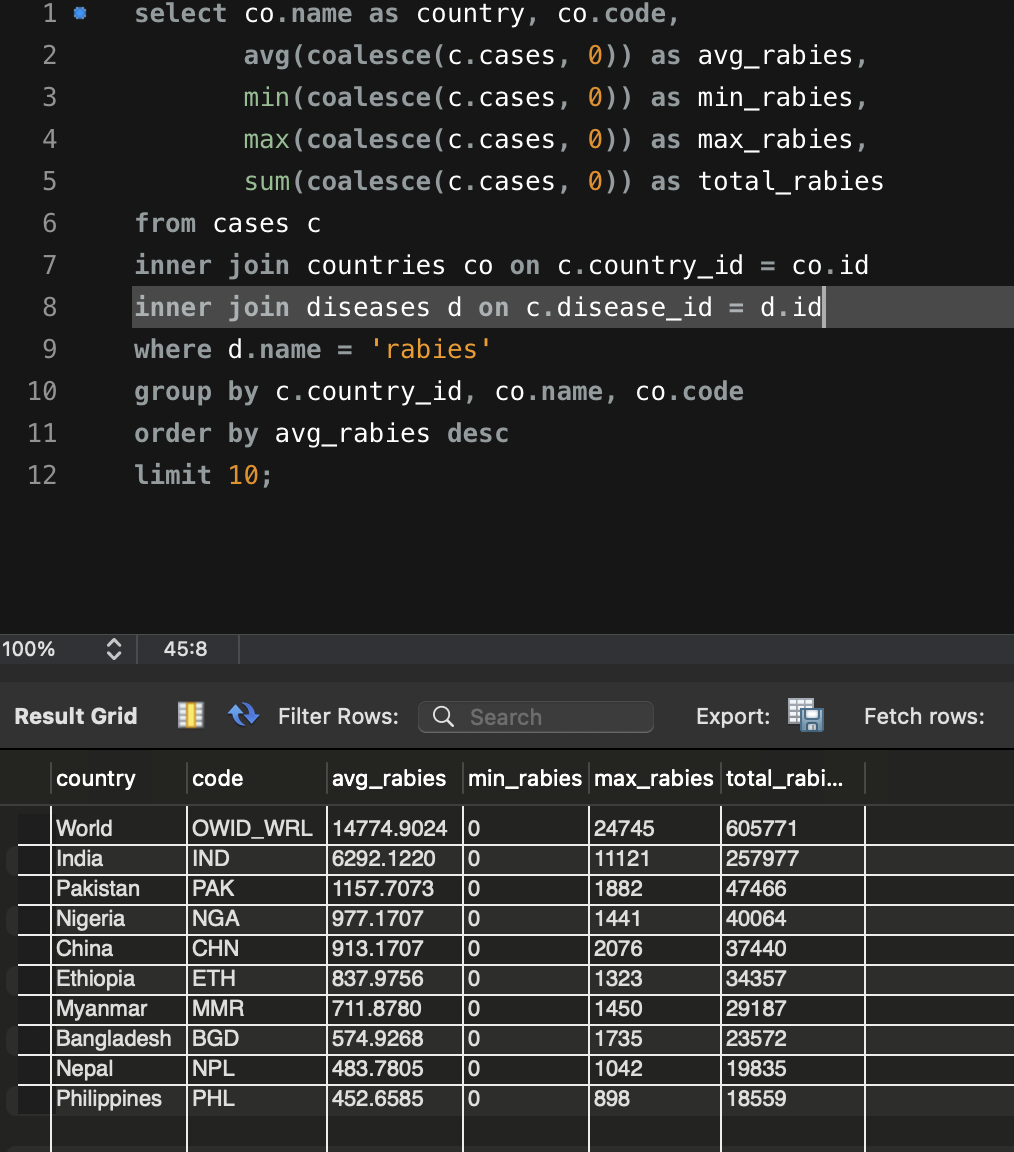 1 select co.name as country, co.code,
2 avg(coalesce(c.cases, 0)) as avg_rabies,
3 min(coalesce(c.cases, 0)) as min_rabies,
4 max(coalesce(c.cases, 0)) as max_rabies,
5 sum(coalesce(c.cases, 0)) as total_rabies
6 from cases c
7 inner join countries co on c.country_id = co.id
8 inner join diseases d on c.disease_id = d.id
9 where d.name = 'rabies'
10 group by c.country_id, co.name, co.code
11 order by avg_rabies desc
12 limit 10;
100% 45:8
Result Grid Filter Rows: Search Export: Fetch rows:
country code avg_rabies min_rabies max_rabies total_rabi...
World OWID_WRL 14774.9024 0 24745 605771
India IND 6292.1220 0 11121 257977
Pakistan PAK 1157.7073 0 1882 47466
Nigeria NGA 977.1707 0 1441 40064
China CHN 913.1707 0 2076 37440
Ethiopia ETH 837.9756 0 1323 34357
Myanmar MMR 711.8780 0 1450 29187
Bangladesh BGD 574.9268 0 1735 23572
Nepal NPL 483.7805 0 1042 19835
Philippines PHL 452.6585 0 898 18559